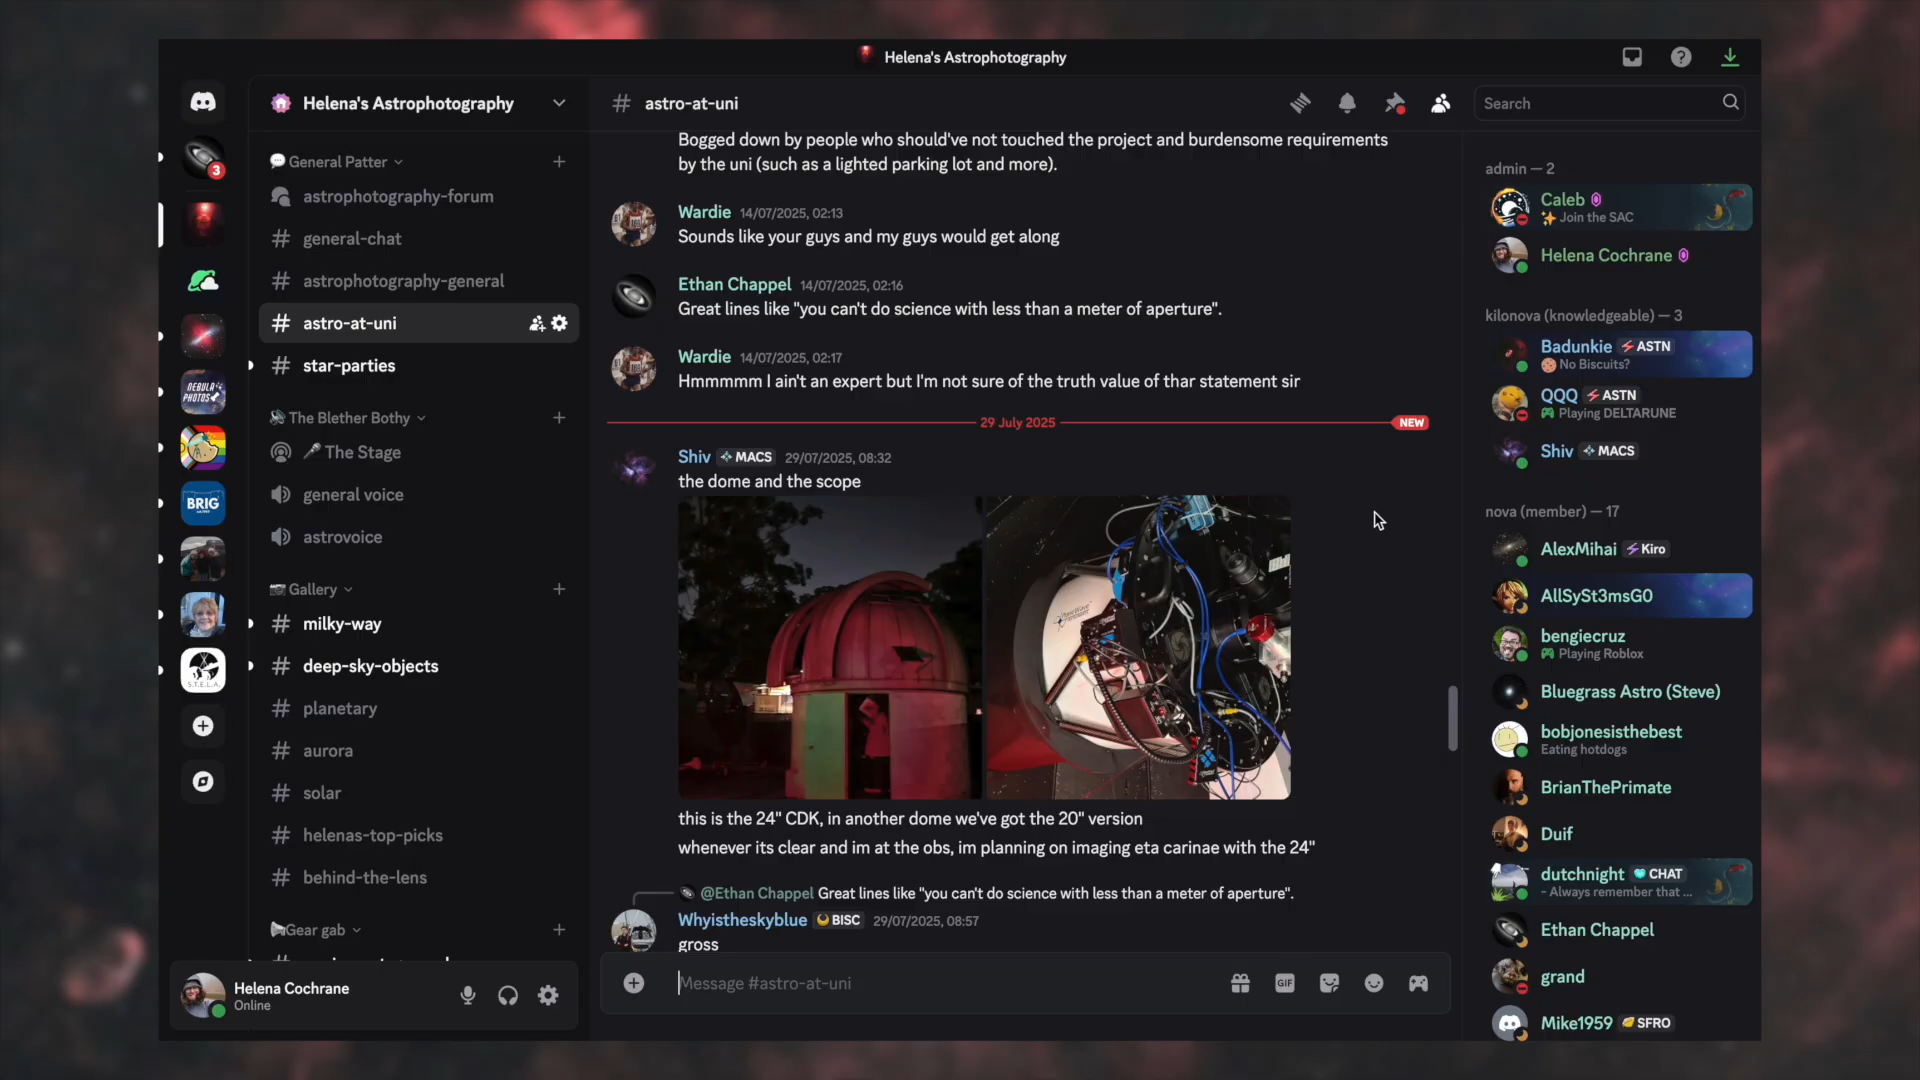 Helena's Astrophotography
Helena's Astrophotography
General Patter
astrophotography-forum
general-chat
astrophotography-general
astro-at-uni
star-parties
The Blether Bothy
The Stage
general voice
astrovoice
Gallery
milky-way
deep-sky-objects
planetary
aurora
solar
helenas-top-picks
behind-the-lens
Gear gab
3
NEBULA
PHOTOS
BRIG
S.T.E.L.A.
Helena Cochrane
Online
# astro-at-uni
Search
Bogged down by people who should've not touched the project and burdensome requirements
by the uni (such as a lighted parking lot and more).
Wardie 14/07/2025, 02:13
Sounds like your guys and my guys would get along
Ethan Chappel 14/07/2025, 02:16
Great lines like "you can't do science with less than a meter of aperture".
Wardie 14/07/2025, 02:17
Hmmmmm I ain't an expert but I'm not sure of the truth value of thar statement sir
29 July 2025 NEW
Shiv MACS 29/07/2025, 08:32
the dome and the scope
this is the 24" CDK, in another dome we've got the 20" version
whenever its clear and im at the obs, im planning on imaging eta carinae with the 24"
@Ethan Chappel Great lines like "you can't do science with less than a meter of aperture".
Whyistheskyblue BISC 29/07/2025, 08:57
gross
Message #astro-at-uni
GIF
admin — 2
Caleb
Join the SAC
Helena Cochrane
kilonova (knowledgeable) — 3
Badunkie ASTN
No Biscuits?
QQQ ASTN
Playing DELTARUNE
Shiv MACS
nova (member) — 17
AlexMihai Kiro
AllSySt3msG0
bengiecruz
Playing Roblox
Bluegrass Astro (Steve)
bobjonesisthebest
Eating hotdogs
BrianThePrimate
Duif
dutchnight CHAT
- Always remember that ...
Ethan Chappel
grand
Mike1959 SFRO